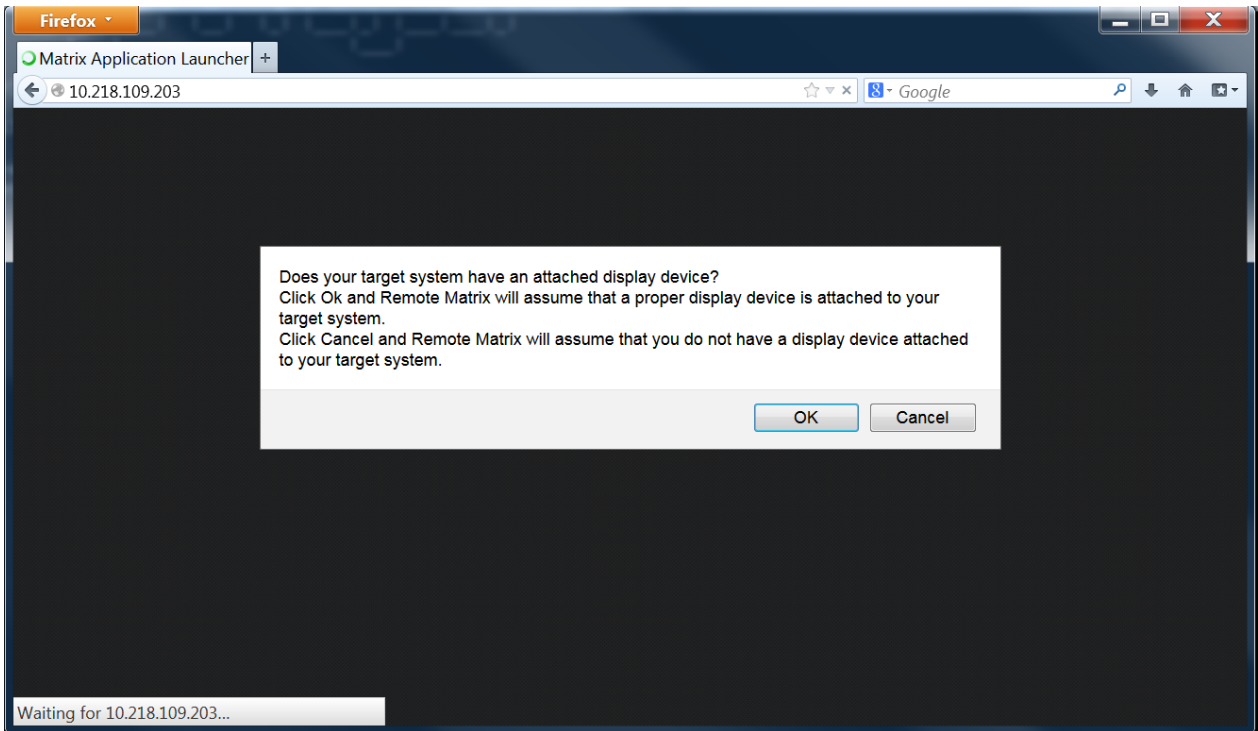 Firefox
Matrix Application Launcher
10.218.109.203
Google
Does your target system have an attached display device?
Click Ok and Remote Matrix will assume that a proper display device is attached to your
target system.
Click Cancel and Remote Matrix will assume that you do not have a display device attached
to your target system.
OK
Cancel
Waiting for 10.218.109.203...